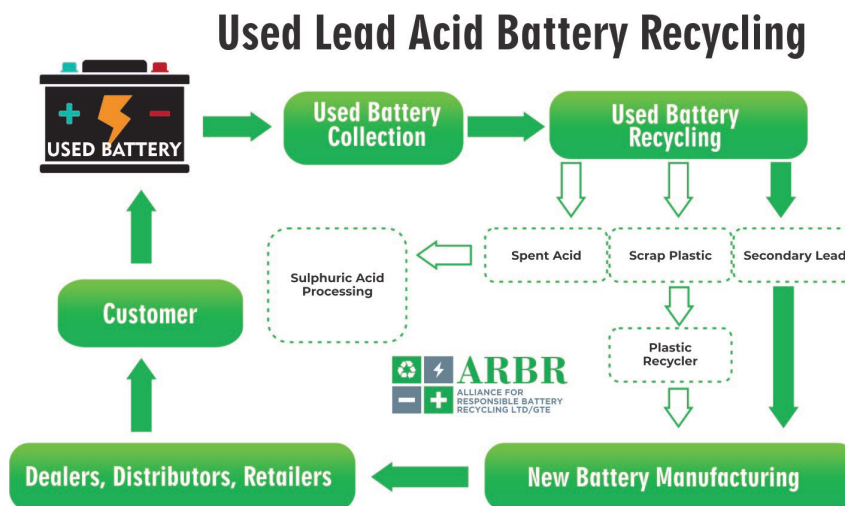 Used Lead Acid Battery Recycling
USED BATTERY
Used Battery
Collection
Used Battery
Recycling
Spent Acid
Scrap Plastic
Secondary Lead
Sulphuric Acid
Processing
Customer
Plastic
Recycler
ARBR
ALLIANCE FOR
RESPONSIBLE BATTERY
RECYCLING LTD/GTE
Dealers, Distributors, Retailers
New Battery Manufacturing